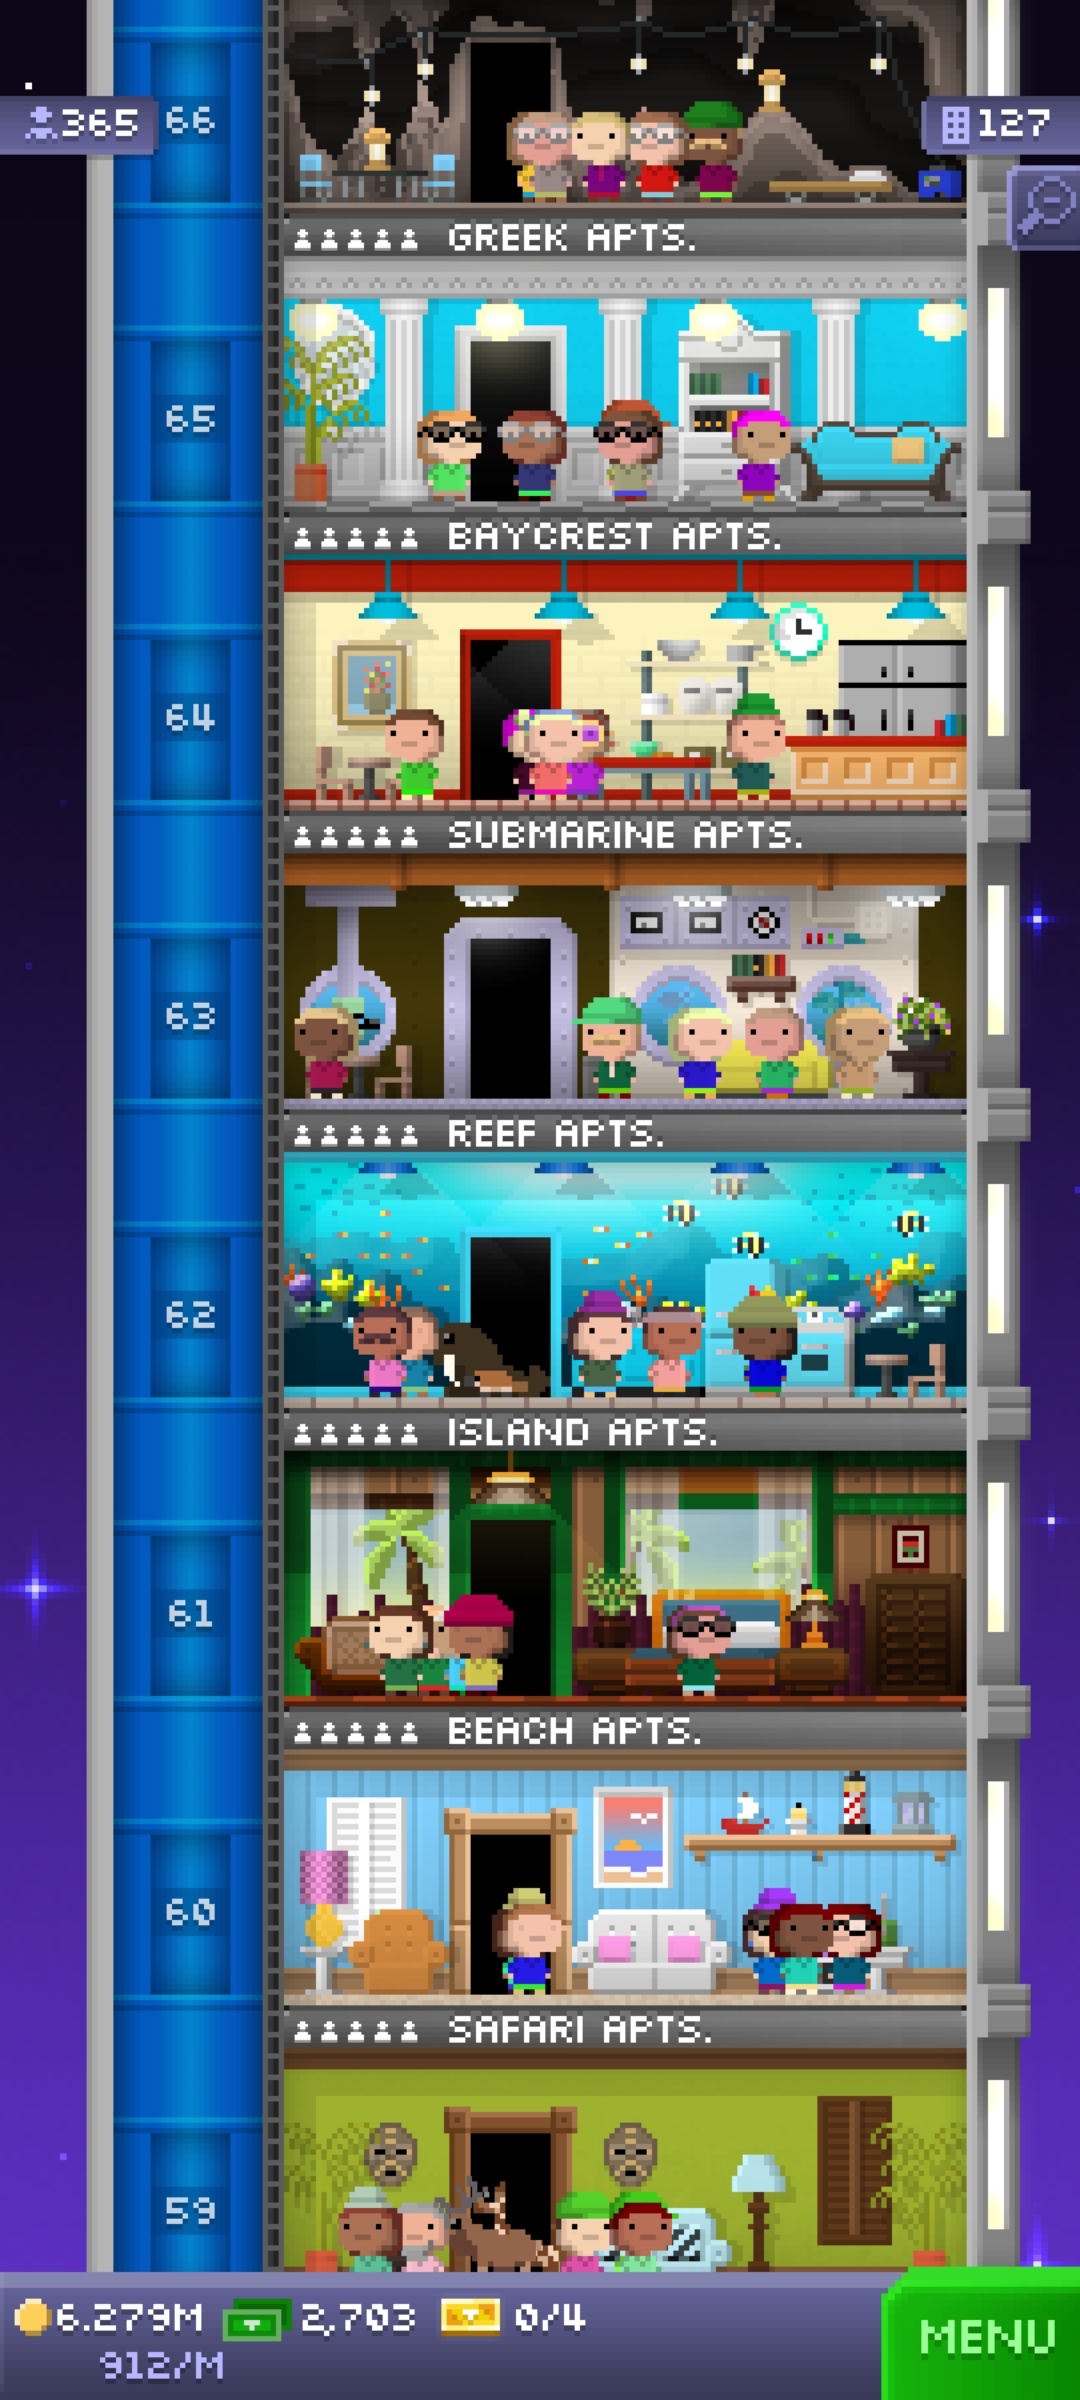 365
66
127
GREEK APTS.
65
BAYCREST APTS.
64
SUBMARINE APTS.
63
REEF APTS.
62
ISLAND APTS.
61
BEACH APTS.
60
SAFARI APTS.
59
6.279M 2,703 0/4
912/M
MENU